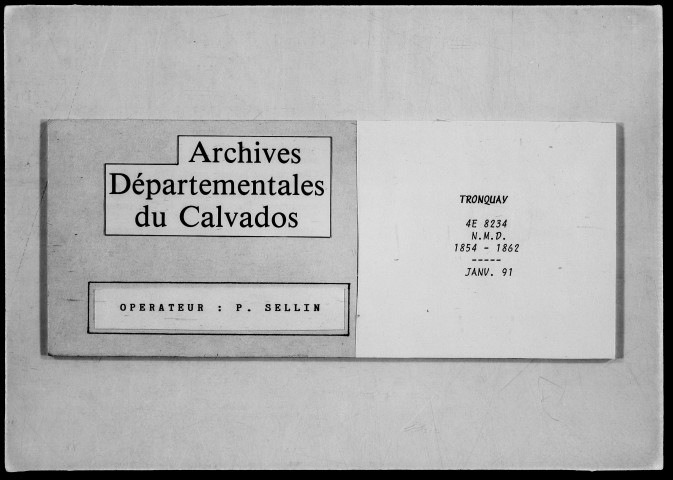 Archives
Départementales
du Calvados
OPERATEUR : P. SELLIN
TRONQUAY
4E 8234
N.M.D.
1854 - 1862
-----
JANV. 91